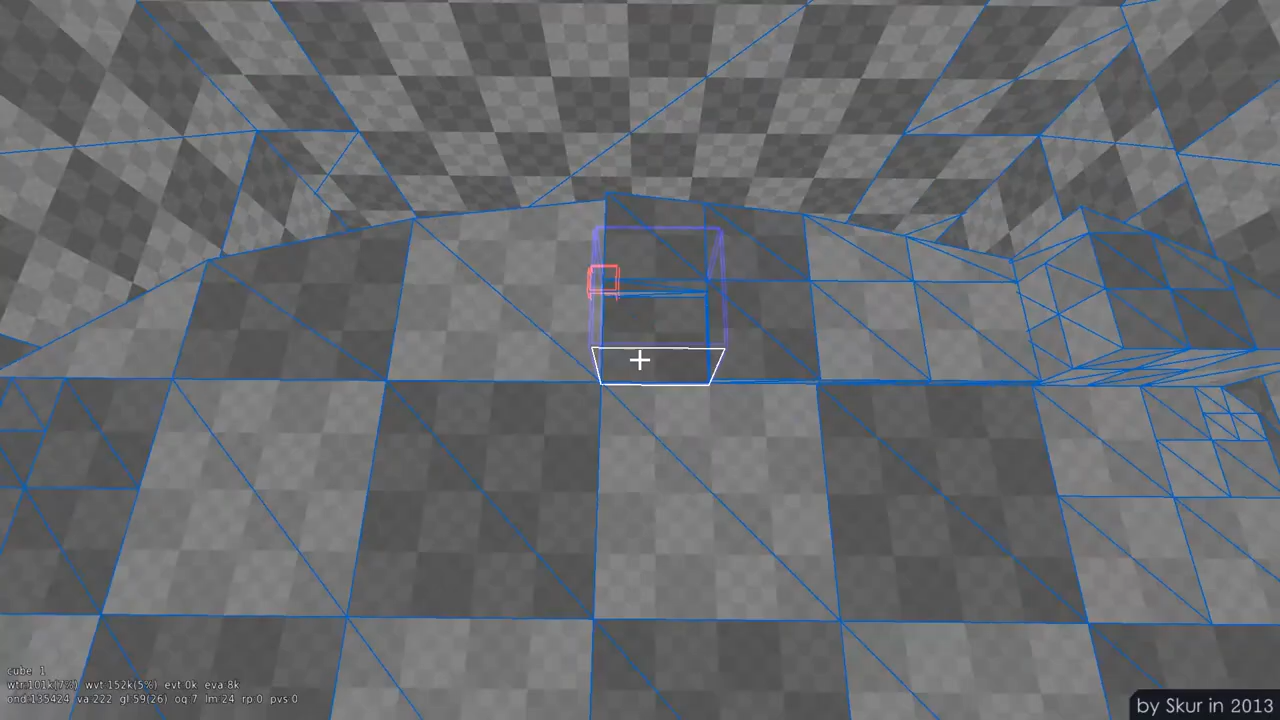 cube 1
wtr:101k(7%) wvt:152k(5%) evt:0k eva:8k
ond:135424 va:222 gl:59(26) oq:7 lm:24 rp:0 pvs:0
by Skur in 2013